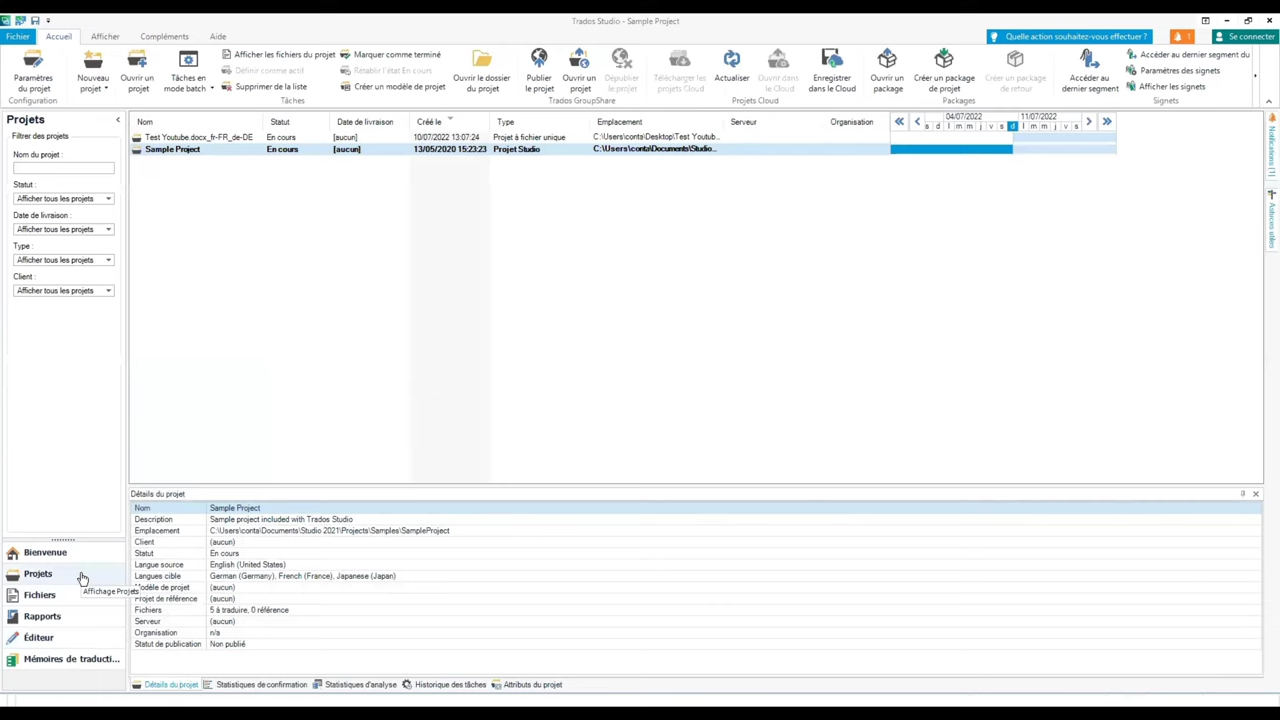 Trados Studio - Sample Project
Fichier Accueil Afficher Compléments Aide
Quelle action souhaitez-vous effectuer ? 1 Se connecter
Paramètres du projet
Configuration
Nouveau projet
Ouvrir un projet
Tâches en mode batch
Afficher les fichiers du projet
Définir comme actif
Supprimer de la liste
Marquer comme terminé
Rétablir l'état En cours
Créer un modèle de projet
Tâches
Ouvrir le dossier projet
Publier le projet
Ouvrir un projet
Dépublier le projet
Trados GroupShare
Télécharger les projets Cloud
Actualiser
Ouvrir dans le Cloud
Enregistrer dans le Cloud
Projets Cloud
Ouvrir un package
Créer un package de projet
Créer un package de retour
Packages
Accéder au dernier segment
Accéder au dernier segment du
Paramètres des signets
Afficher les signets
Signets
Projets
Filtrer des projets
Nom du projet :
Statut :
Afficher tous les projets
Date de livraison :
Afficher tous les projets
Type :
Afficher tous les projets
Client :
Afficher tous les projets
Nom Statut Date de livraison Créé le Type Emplacement Serveur Organisation
04/07/2022 11/07/2022
s d l m m j v s d l m m j v s
Test Youtube.docx_fr-FR_de-DE En cours [aucun] 10/07/2022 13:07:24 Projet à fichier unique C:\Users\conta\Desktop\Test Youtub...
Sample Project En cours [aucun] 13/05/2020 15:23:23 Projet Studio C:\Users\conta\Documents\Studio...
Notifications (1)
Astuces utiles
Bienvenue
Projets
Affichage Projets
Fichiers
Rapports
Éditeur
Mémoires de traducti...
Détails du projet
Nom Sample Project
Description Sample project included with Trados Studio
Emplacement C:\Users\conta\Documents\Studio 2021\Projects\Samples\SampleProject
Client (aucun)
Statut En cours
Langue source English (United States)
Langues cible German (Germany), French (France), Japanese (Japan)
Modèle de projet (aucun)
Projet de référence (aucun)
Fichiers 5 à traduire, 0 référence
Serveur (aucun)
Organisation n/a
Statut de publication Non publié
Détails du projet Statistiques de confirmation Statistiques d'analyse Historique des tâches Attributs du projet